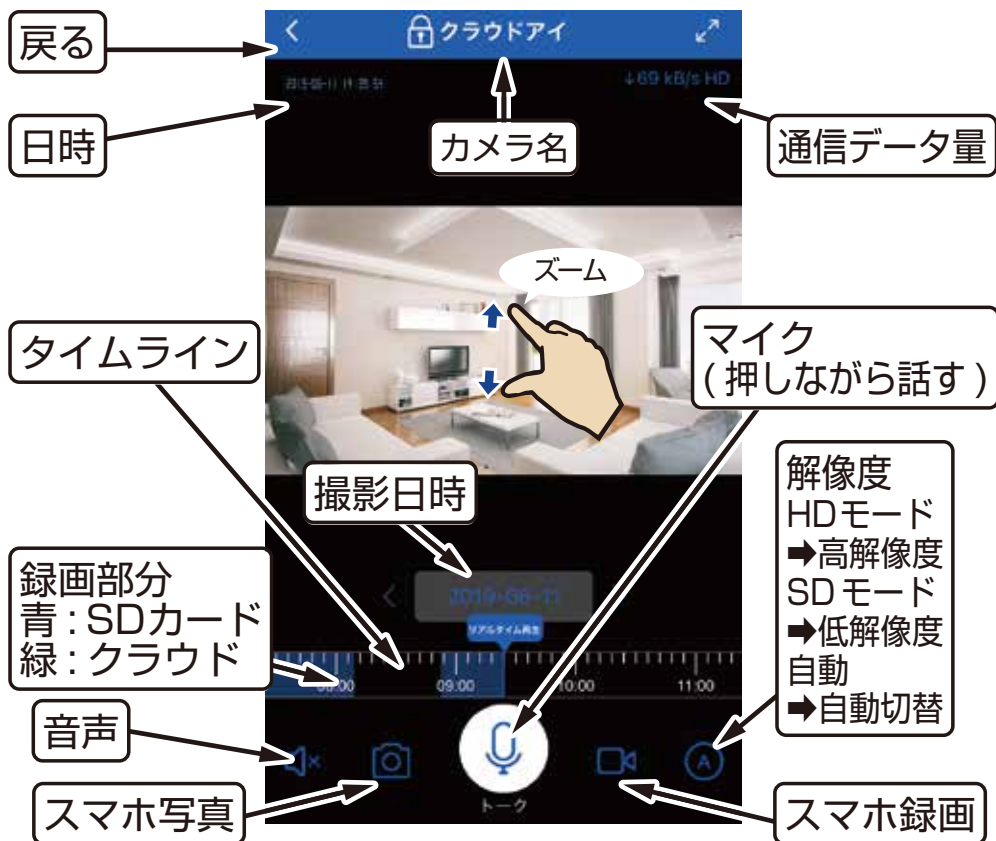 戻る
クラウドアイ
↓69 kB/s HD
日時
カメラ名
通信データ量
ズーム
タイムライン
マイク
(押しながら話す)
撮影日時
解像度
HDモード
➡高解像度
SDモード
➡低解像度
自動
➡自動切替
録画部分
青:SDカード
緑:クラウド
2019-06-11
リアルタイム再生
08:00 09:00 10:00 11:00
音声
A
トーク
スマホ写真
スマホ録画